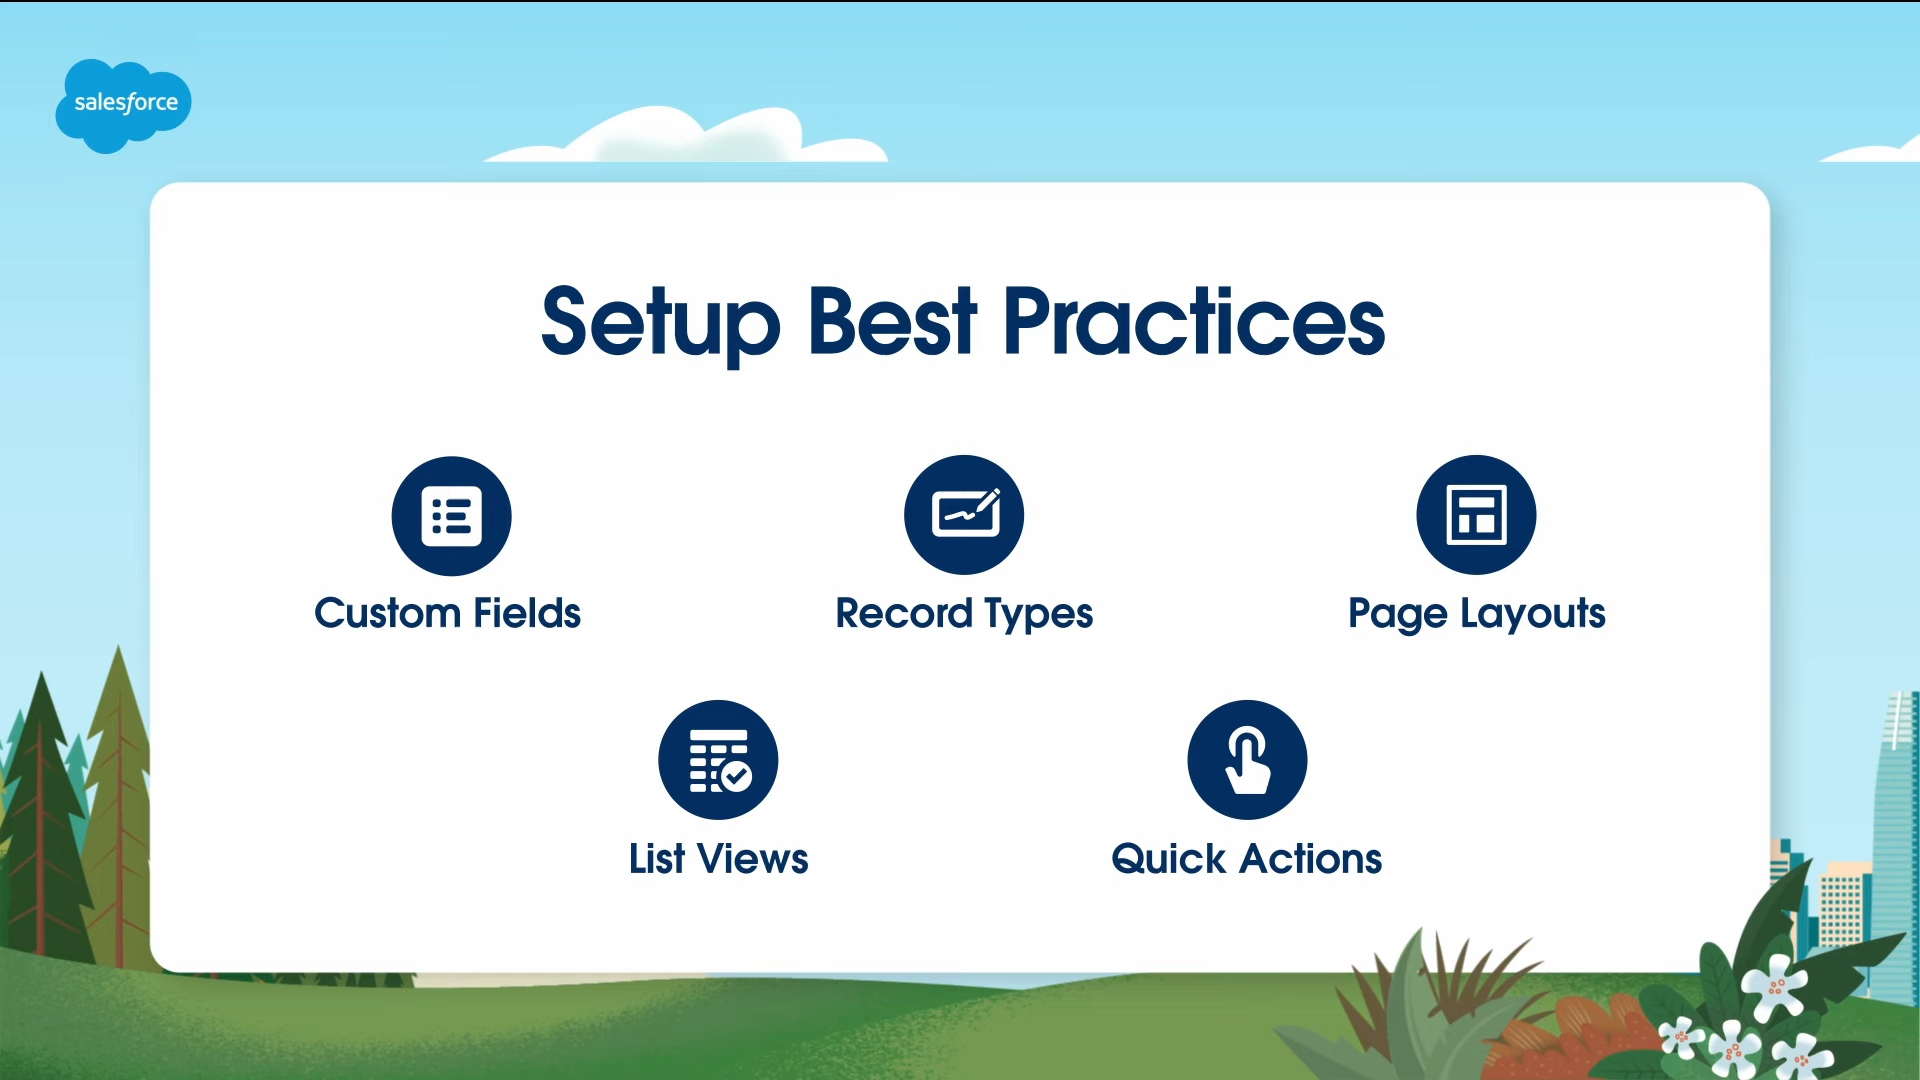 salesforce
Setup Best Practices
Custom Fields
Record Types
Page Layouts
List Views
Quick Actions